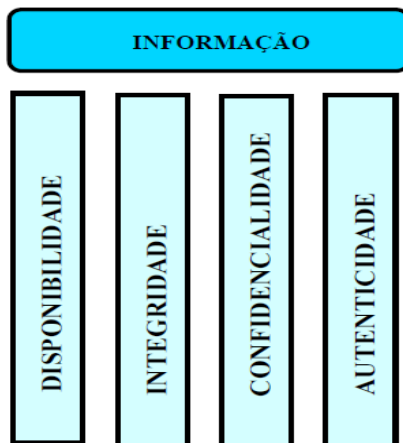 INFORMAÇÃO
DISPONIBILIDADE
INTEGRIDADE
CONFIDENCIALIDADE
AUTENTICIDADE